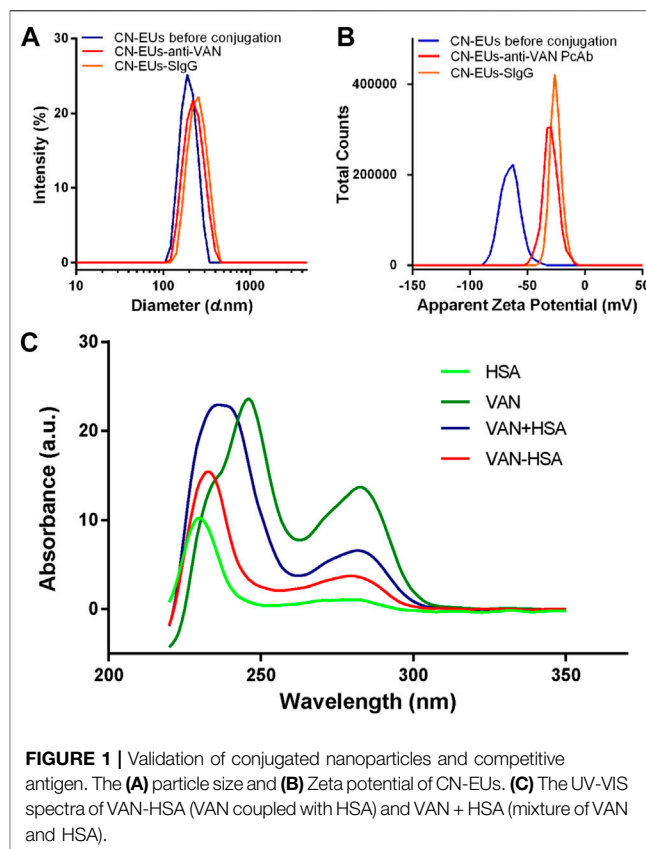 A
CN-EUs before conjugation
CN-EUs-anti-VAN
CN-EUs-SIgG
30
20
10
0
Intensity (%)
10
100
1000
Diameter (d.nm)
B
CN-EUs before conjugation
CN-EUs-anti-VAN PcAb
CN-EUs-SIgG
400000
200000
0
Total Counts
-150
-100
-50
0
50
Apparent Zeta Potential (mV)
C
30
20
10
0
Absorbance (a.u.)
HSA
VAN
VAN+HSA
VAN-HSA
200
250
300
350
Wavelength (nm)
FIGURE 1 | Validation of conjugated nanoparticles and competitive
antigen. The (A) particle size and (B) Zeta potential of CN-EUs. (C) The UV-VIS
spectra of VAN-HSA (VAN coupled with HSA) and VAN + HSA (mixture of VAN
and HSA).